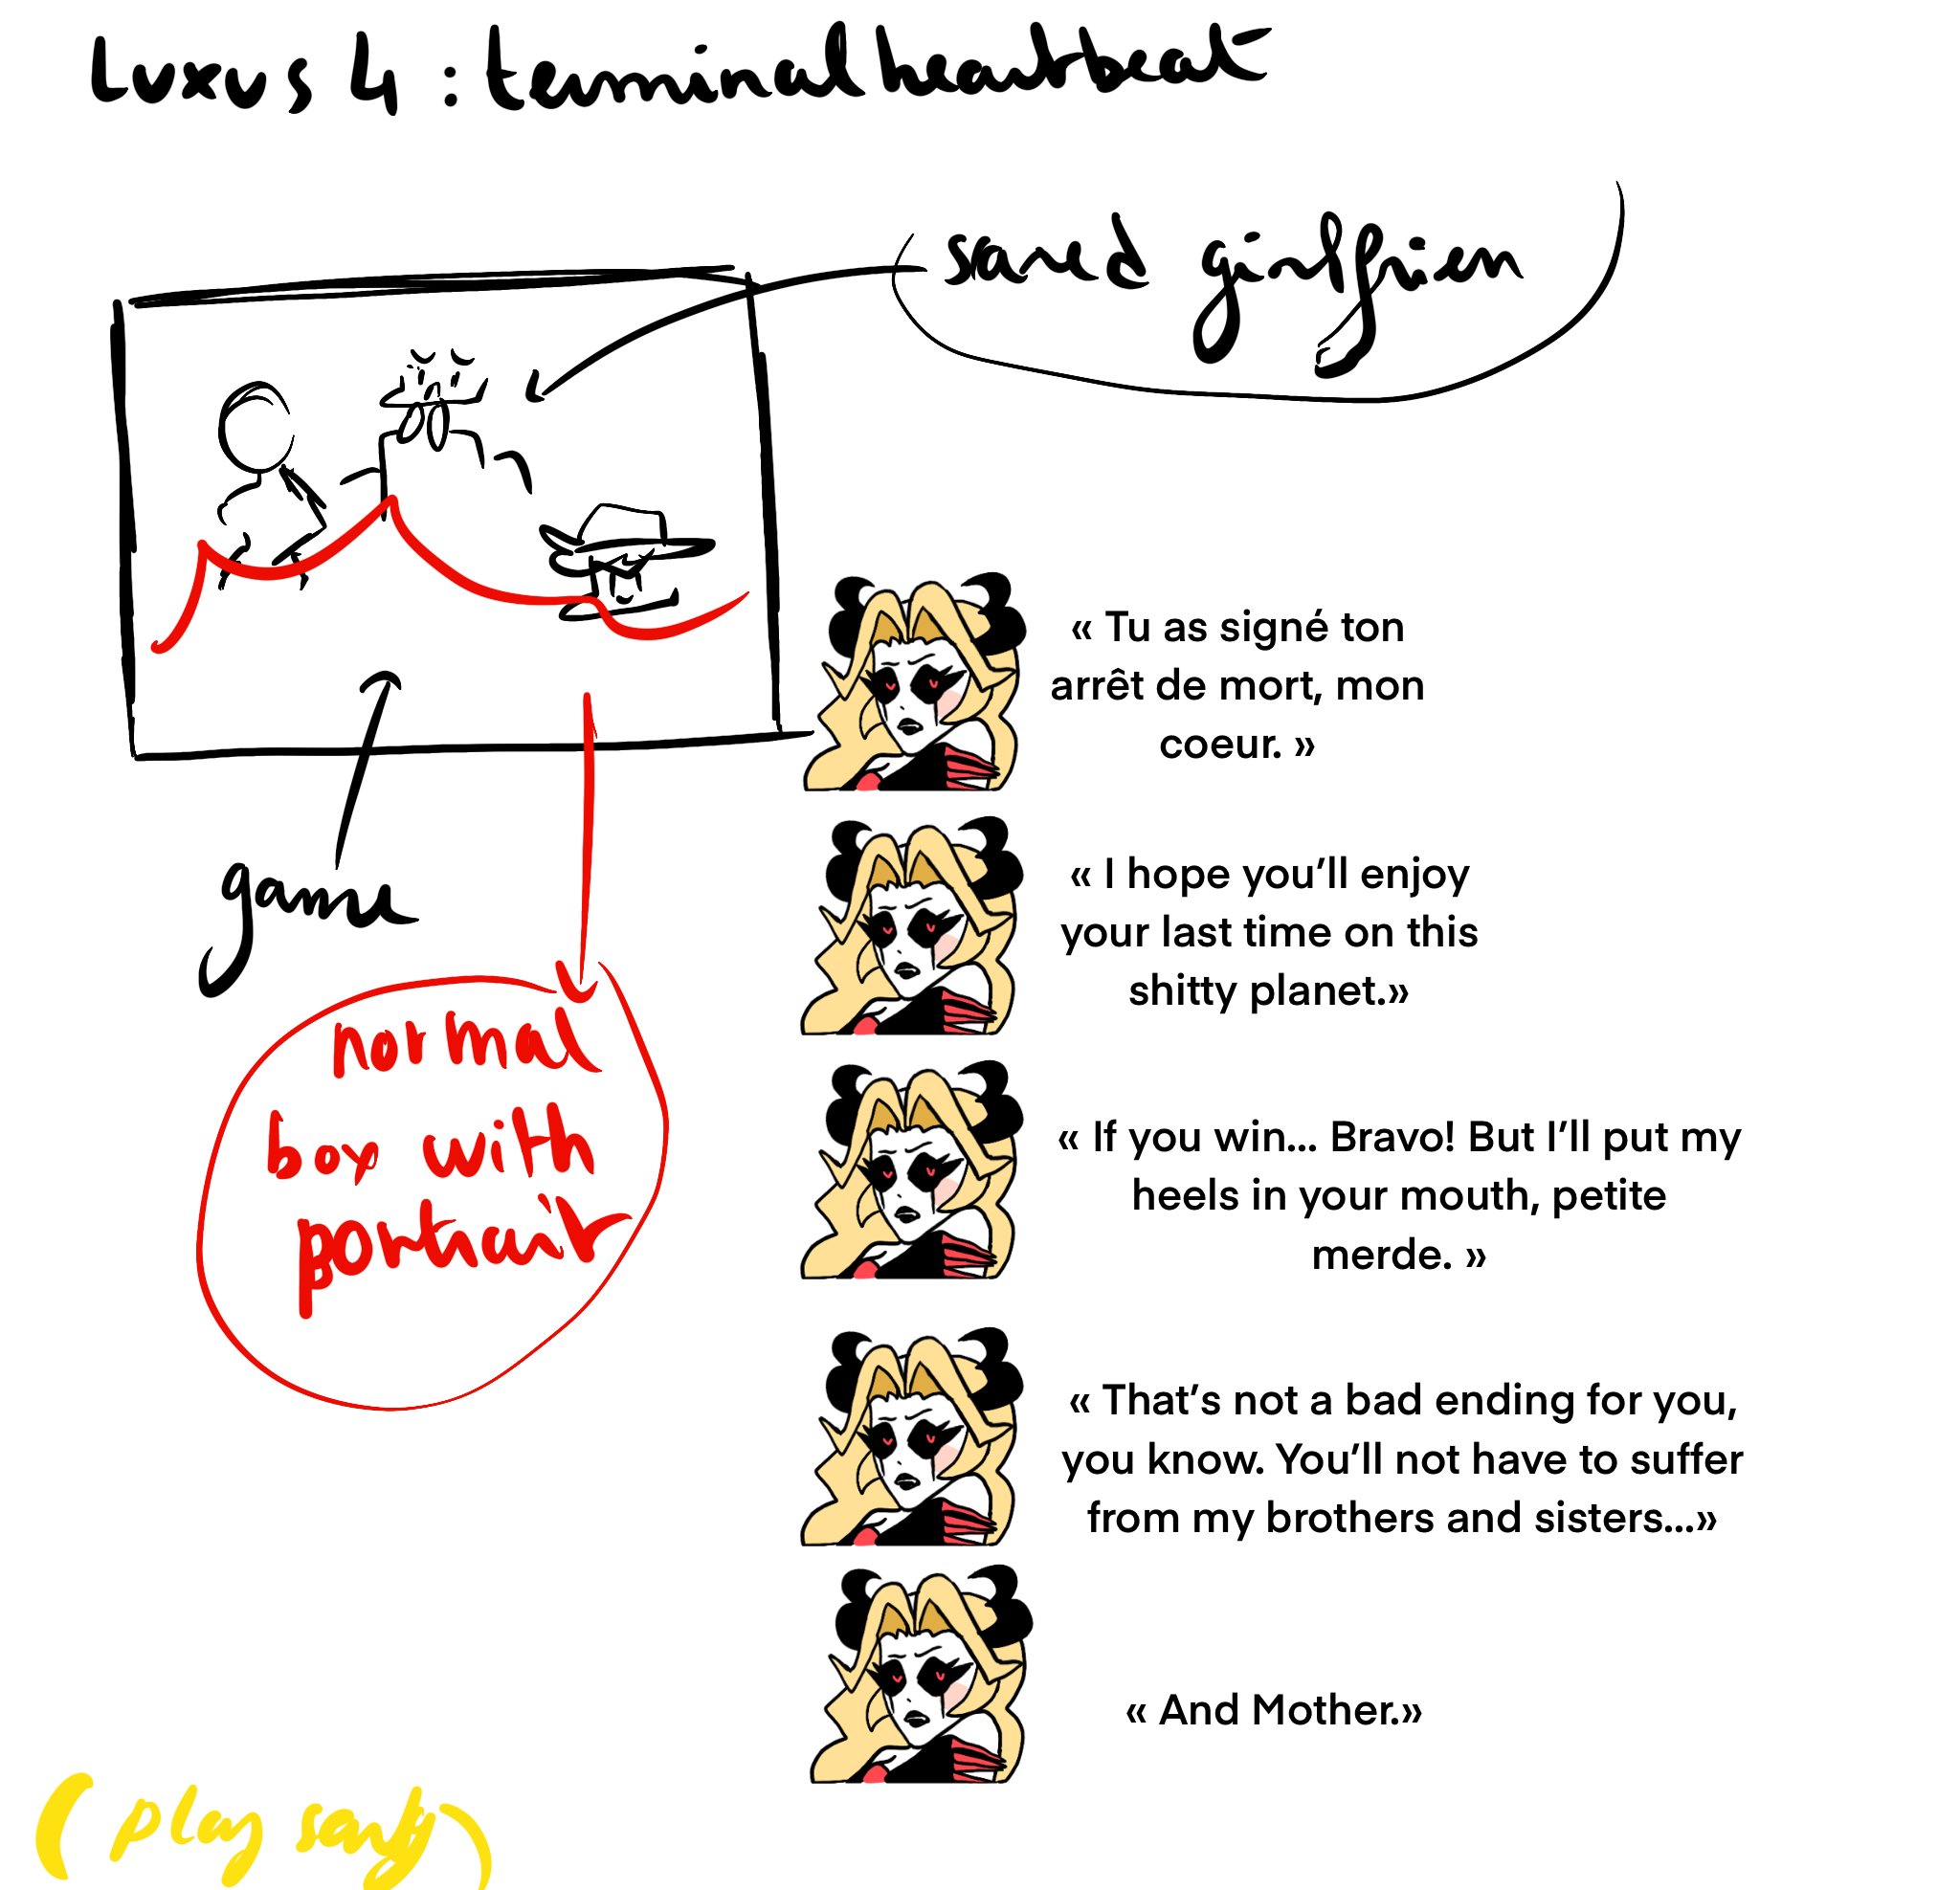 Luxus 4 : terminal heartbeat
girlfrien
« Tu as signé ton
arrêt de mort, mon
coeur. »
game
« I hope you’ll enjoy
your last time on this
shitty planet.»
normal
box with
portrait
« If you win... Bravo! But I’ll put my
heels in your mouth, petite
merde. »
« That’s not a bad ending for you,
you know. You’ll not have to suffer
from my brothers and sisters...»
« And Mother.»
(play